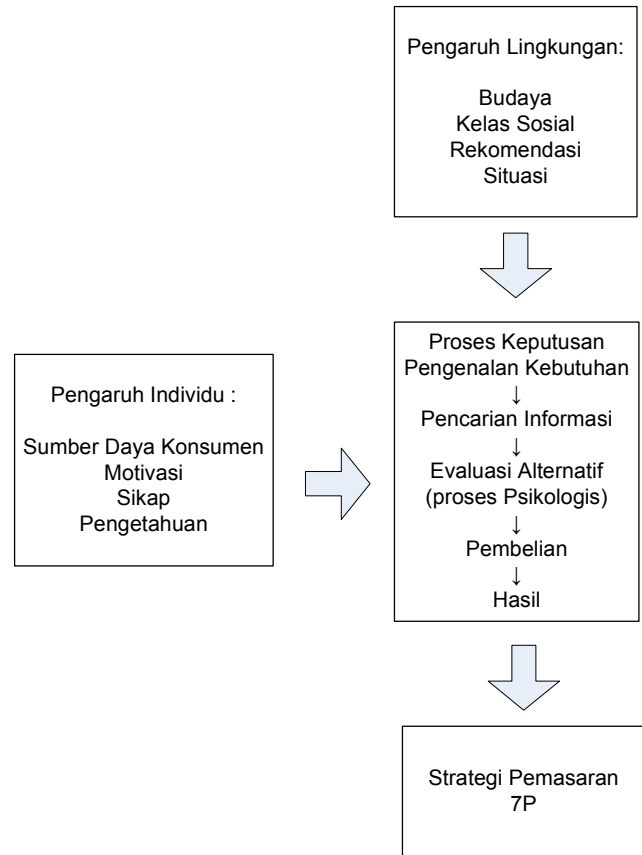 Pengaruh Lingkungan:
Budaya
Kelas Sosial
Rekomendasi
Situasi
Pengaruh Individu :
Sumber Daya Konsumen
Motivasi
Sikap
Pengetahuan
Proses Keputusan
Pengenalan Kebutuhan
↓
Pencarian Informasi
↓
Evaluasi Alternatif
(proses Psikologis)
↓
Pembelian
↓
Hasil
Strategi Pemasaran
7P